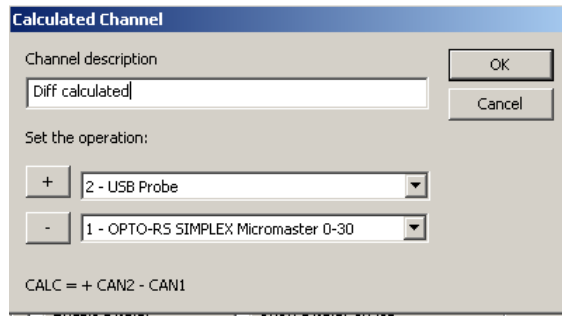 Calculated Channel
Channel description
OK
Diff calculated
Cancel
Set the operation:
+ 2 - USB Probe
- 1 - OPTO-RS SIMPLEX Micromaster 0-30
CALC = + CAN2 - CAN1